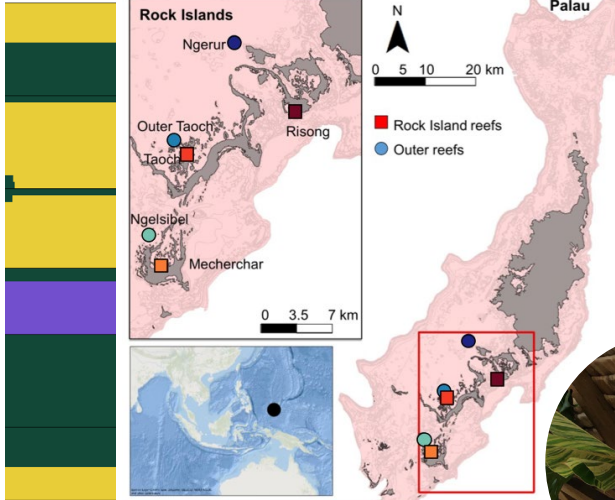 Rock Islands
Ngerur
Outer Taoch
Taoch
Risong
Ngelsibel
Mecherchar
0 3.5 7 km
Palau
N
0 5 10 20 km
Rock Island reefs
Outer reefs